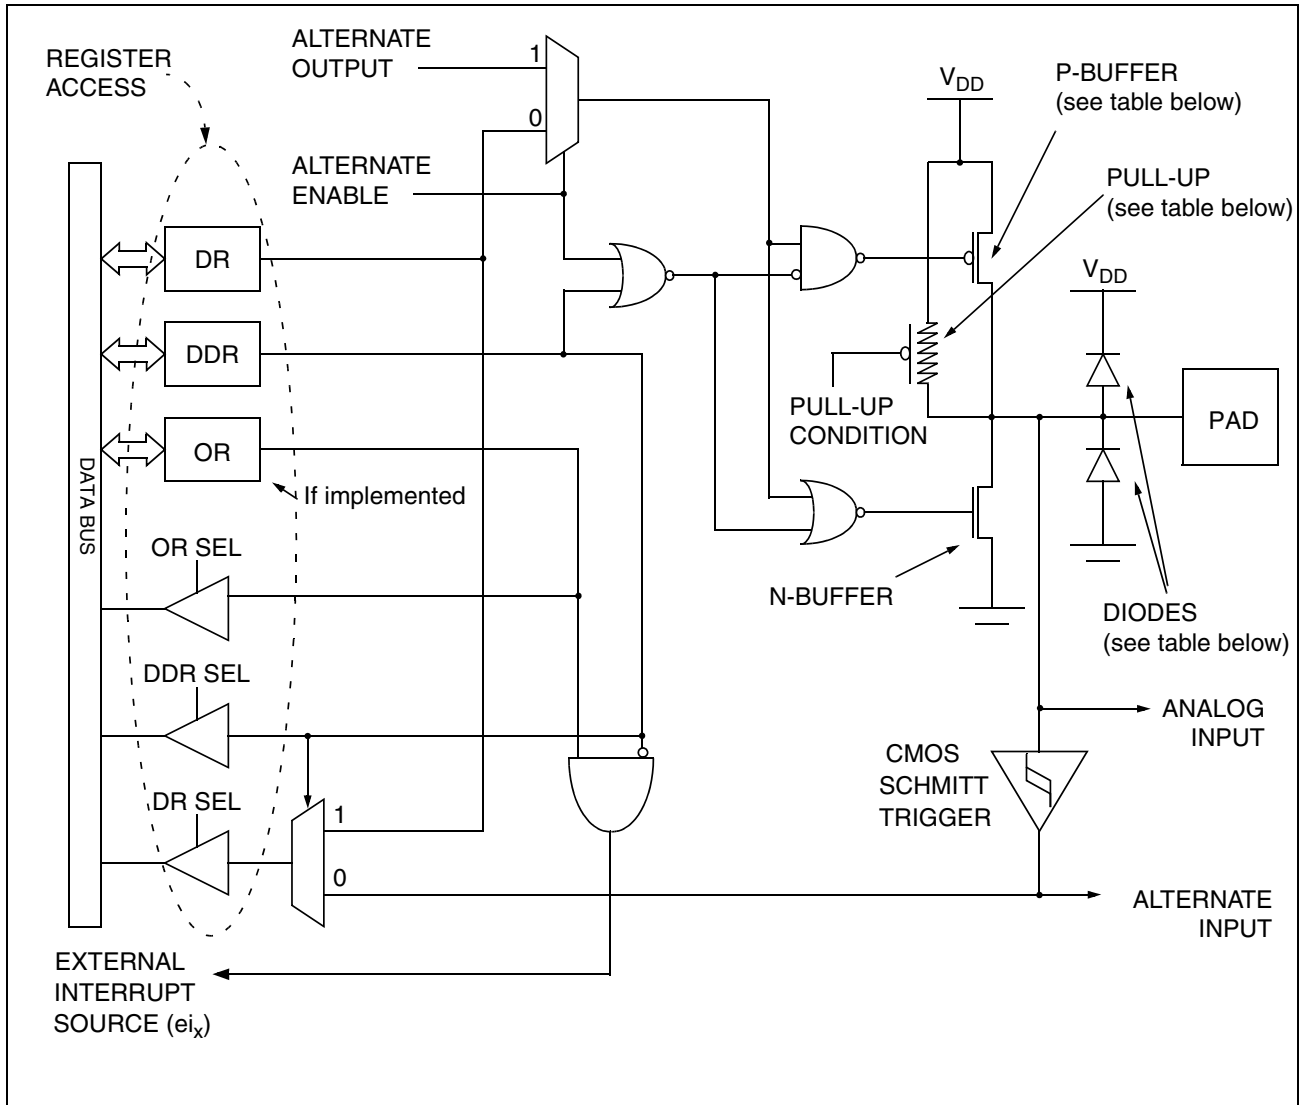 REGISTER
ACCESS
ALTERNATE
OUTPUT
1
0
ALTERNATE
ENABLE
VDD
P-BUFFER
(see table below)
PULL-UP
(see table below)
DR
DDR
OR
If implemented
DATA BUS
VDD
PULL-UP
CONDITION
PAD
OR SEL
N-BUFFER
DIODES
(see table below)
DDR SEL
DR SEL
1
0
ANALOG
INPUT
CMOS
SCHMITT
TRIGGER
ALTERNATE
INPUT
EXTERNAL
INTERRUPT
SOURCE (eix)